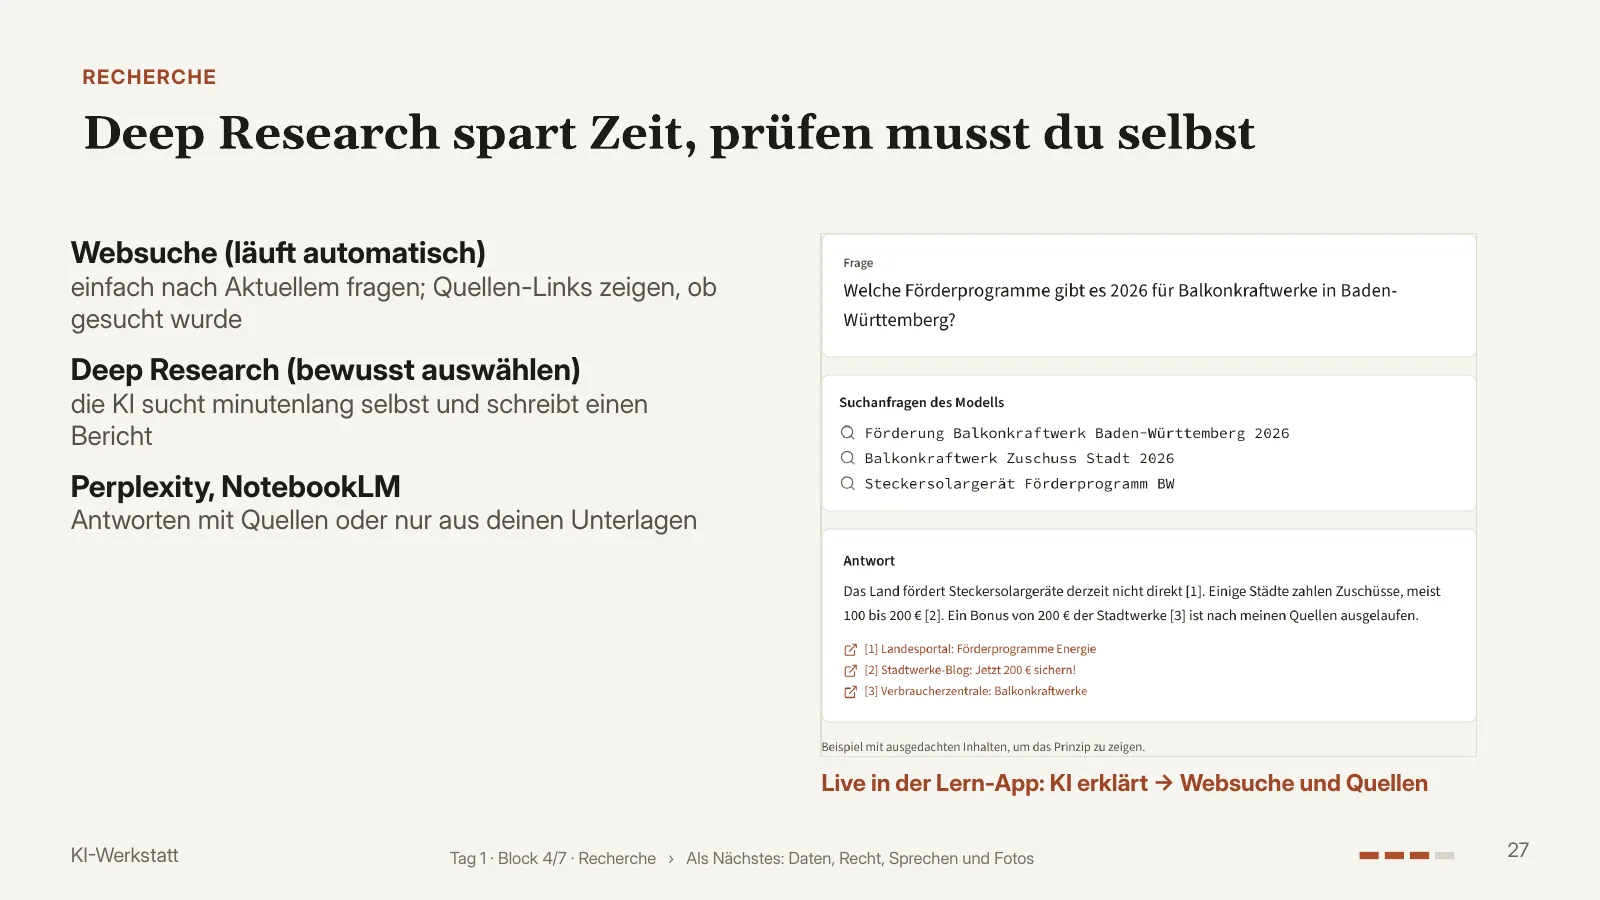 RECHERCHE
Deep Research spart Zeit, prüfen musst du selbst
Websuche (läuft automatisch)
einfach nach Aktuellem fragen; Quellen-Links zeigen, ob
gesucht wurde
Deep Research (bewusst auswählen)
die KI sucht minutenlang selbst und schreibt einen
Bericht
Perplexity, NotebookLM
Antworten mit Quellen oder nur aus deinen Unterlagen
Frage
Welche Förderprogramme gibt es 2026 für Balkonkraftwerke in Baden-
Württemberg?
Suchanfragen des Modells
Förderung Balkonkraftwerk Baden-Württemberg 2026
Balkonkraftwerk Zuschuss Stadt 2026
Steckersolargerät Förderprogramm BW
Antwort
Das Land fördert Steckersolargeräte derzeit nicht direkt [1]. Einige Städte zahlen Zuschüsse, meist
100 bis 200 € [2]. Ein Bonus von 200 € der Stadtwerke [3] ist nach meinen Quellen ausgelaufen.
[1] Landesportal: Förderprogramme Energie
[2] Stadtwerke-Blog: Jetzt 200 € sichern!
[3] Verbraucherzentrale: Balkonkraftwerke
Beispiel mit ausgedachten Inhalten, um das Prinzip zu zeigen.
Live in der Lern-App: KI erklärt → Websuche und Quellen
KI-Werkstatt
Tag 1 · Block 4/7 · Recherche › Als Nächstes: Daten, Recht, Sprechen und Fotos
27